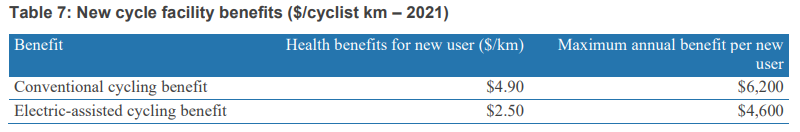 Table 7: New cycle facility benefits ($/cyclist km – 2021)
Benefit Health benefits for new user ($/km) Maximum annual benefit per new
user
Conventional cycling benefit $4.90 $6,200
Electric-assisted cycling benefit $2.50 $4,600